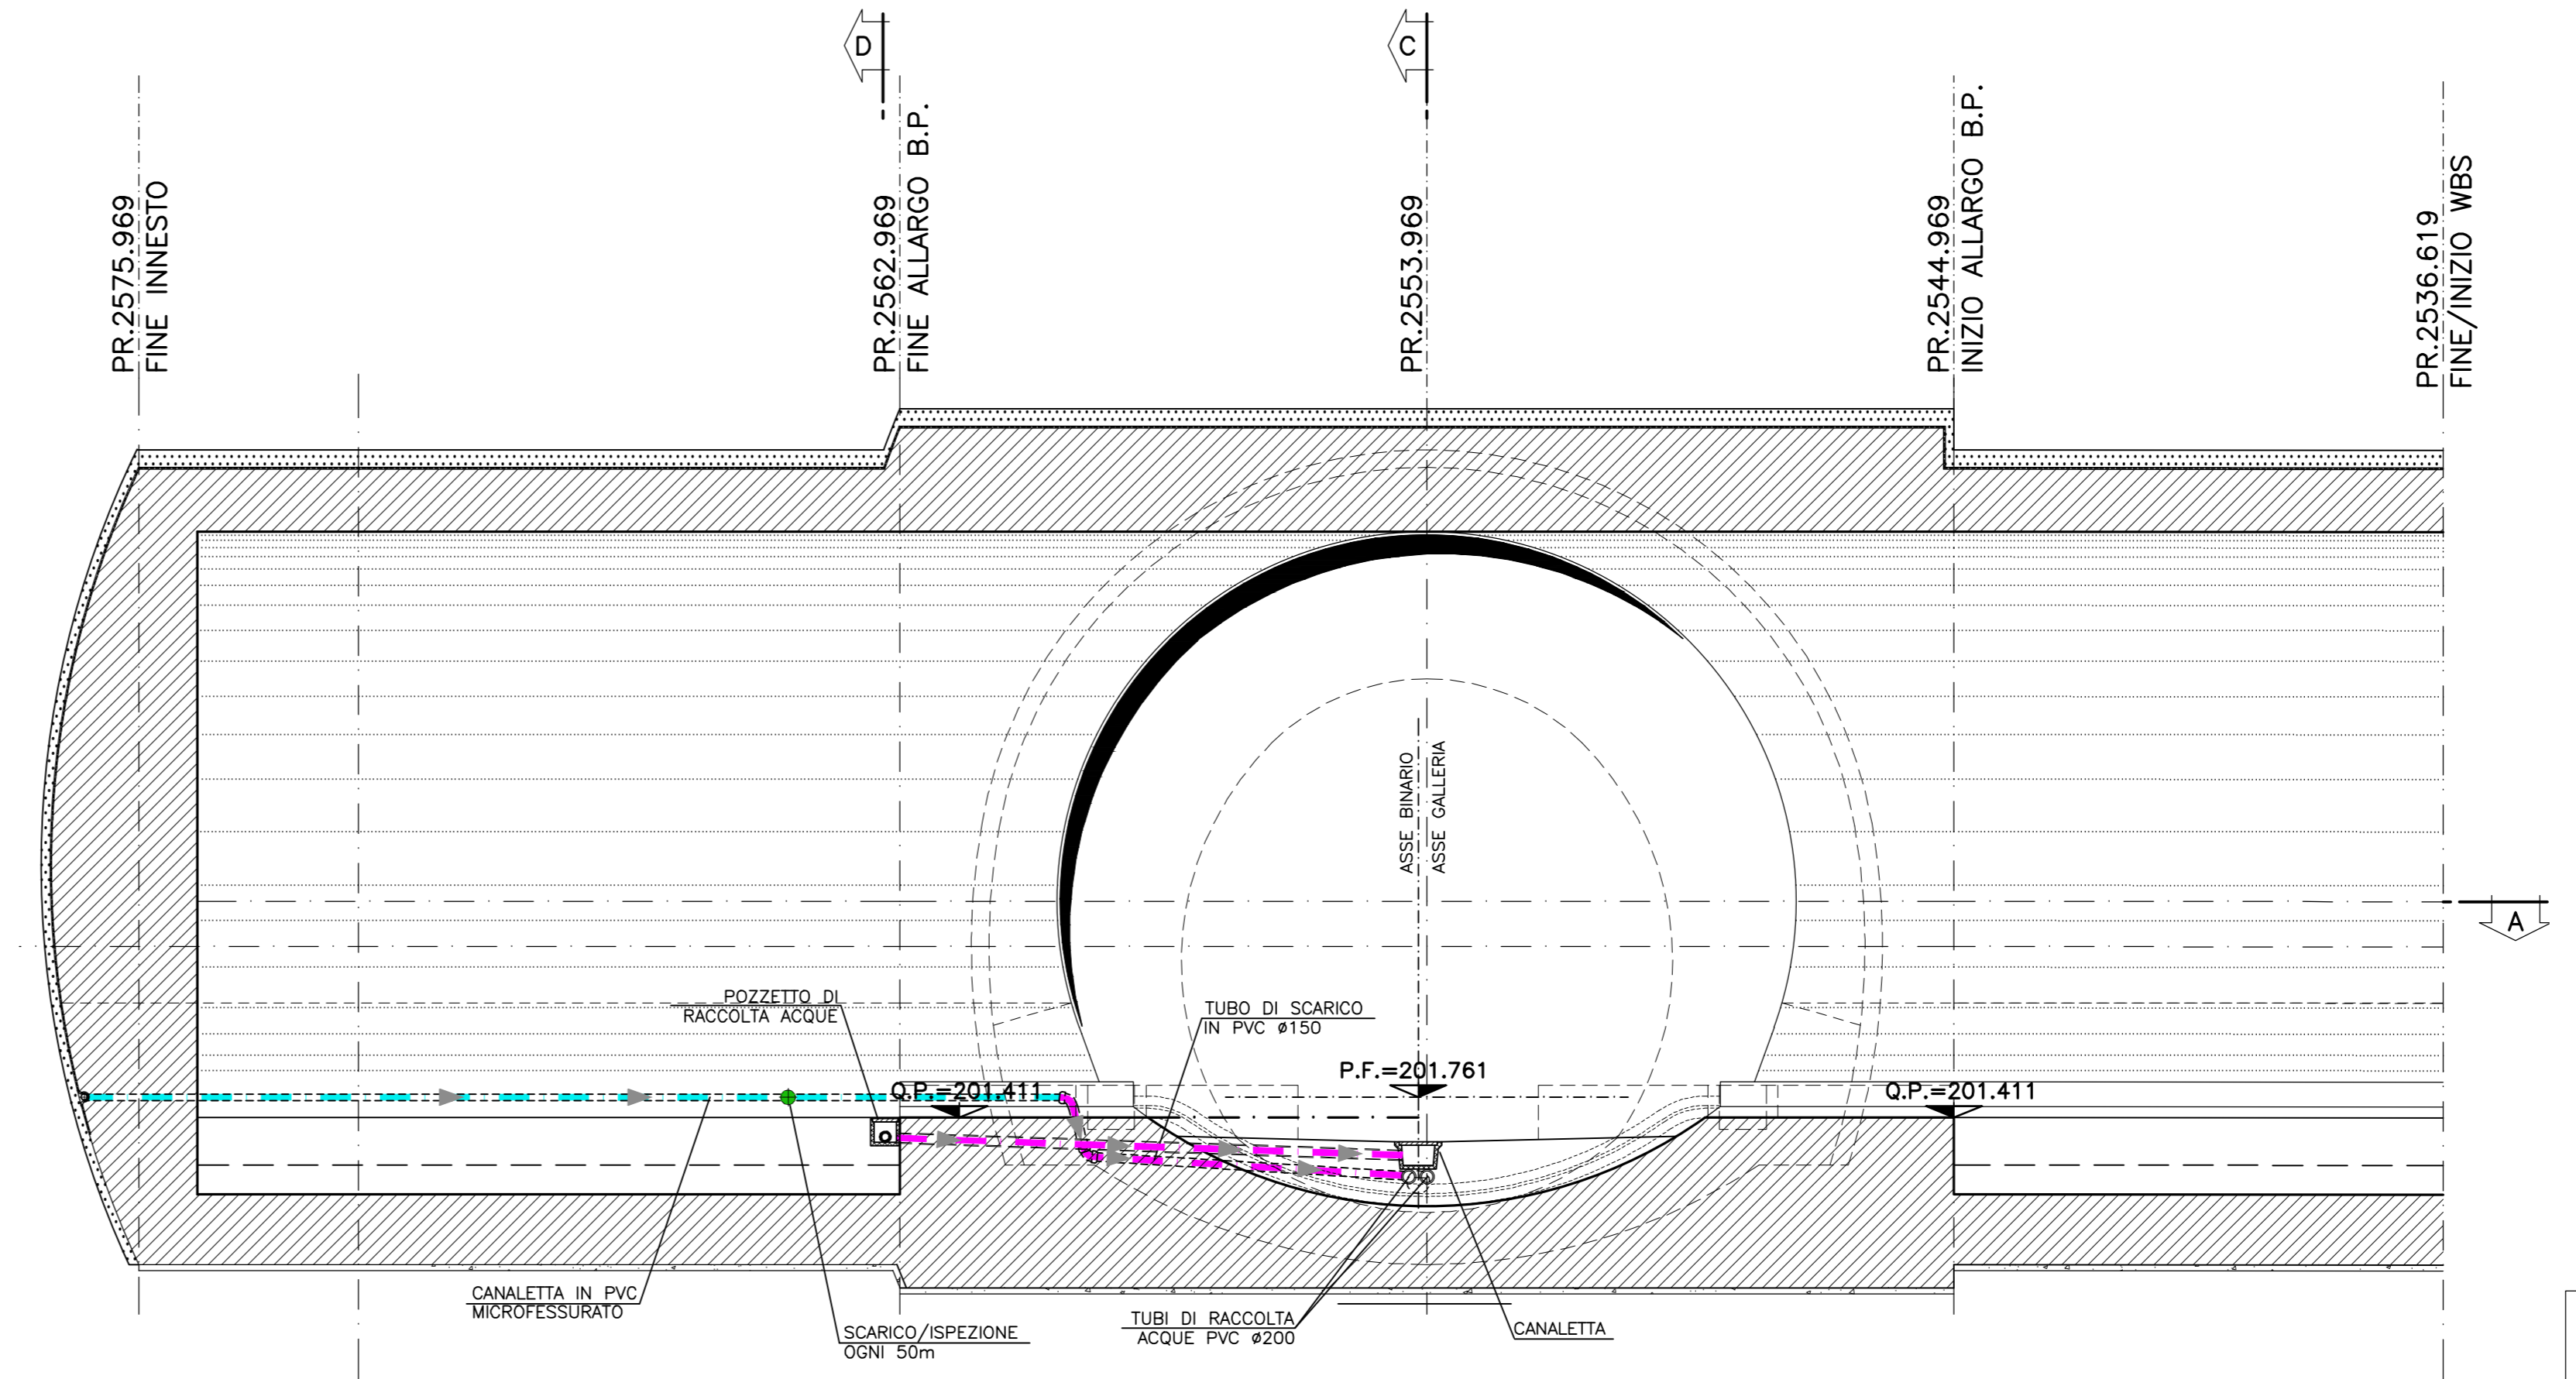 D
C
PR.2575.969
FINE INNESTO
PR.2562.969
FINE ALLARGO B.P.
PR.2553.969
PR.2544.969
INIZIO ALLARGO B.P.
PR.2536.619
FINE/INIZIO WBS
ASSE BINARIO
ASSE GALLERIA
A
POZZETTO DI
RACCOLTA ACQUE
TUBO DI SCARICO
IN PVC ø150
P.F.=201.761
Q.P.=201.411
Q.P.=201.411
CANALETTA IN PVC
MICROFESSURATO
SCARICO/ISPEZIONE
OGNI 50m
TUBI DI RACCOLTA
ACQUE PVC ø200
CANALETTA